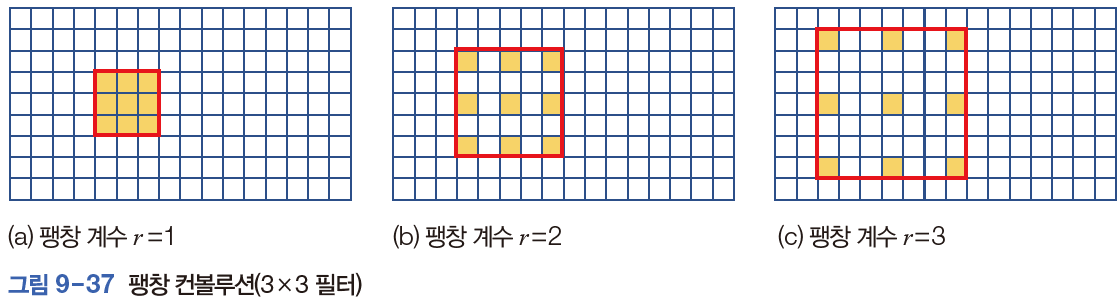 (a) 팽창 계수 r=1
(b) 팽창 계수 r=2
(c) 팽창 계수 r=3
그림 9-37 팽창 컨볼루션(3×3 필터)